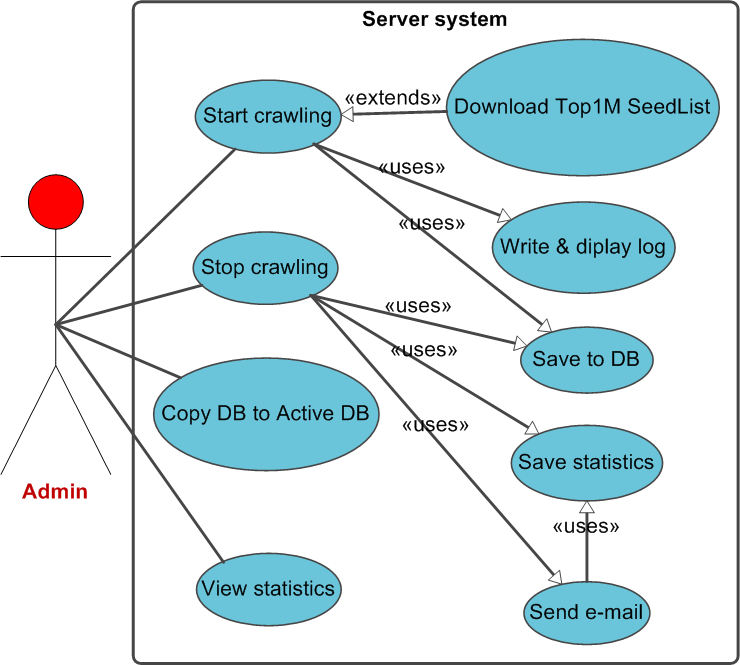 Server system
Start crawling
«extends»
Download Top1M SeedList
«uses»
Write & diplay log
«uses»
Stop crawling
«uses»
Save to DB
«uses»
Copy DB to Active DB
«uses»
Save statistics
Admin
«uses»
View statistics
Send e-mail